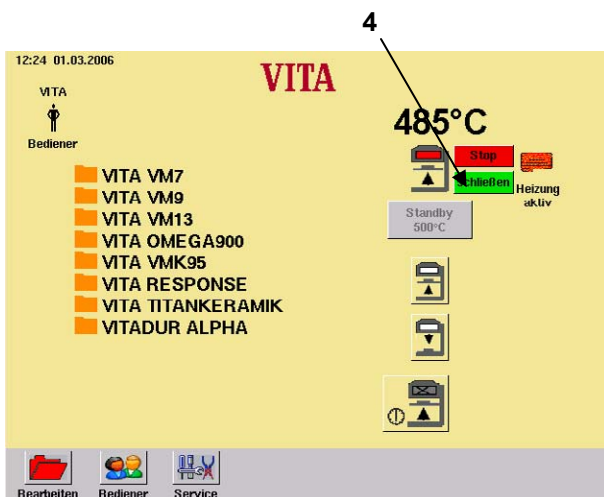 4
12:24 01.03.2006
VITA
VITA
Bediener
485°C
Stop
schließen
Heizung
aktiv
Standby
500°C
VITA VM7
VITA VM9
VITA VM13
VITA OMEGA900
VITA VMK95
VITA RESPONSE
VITA TITANKERAMIK
VITADUR ALPHA
Bearbeiten
Bediener
Service